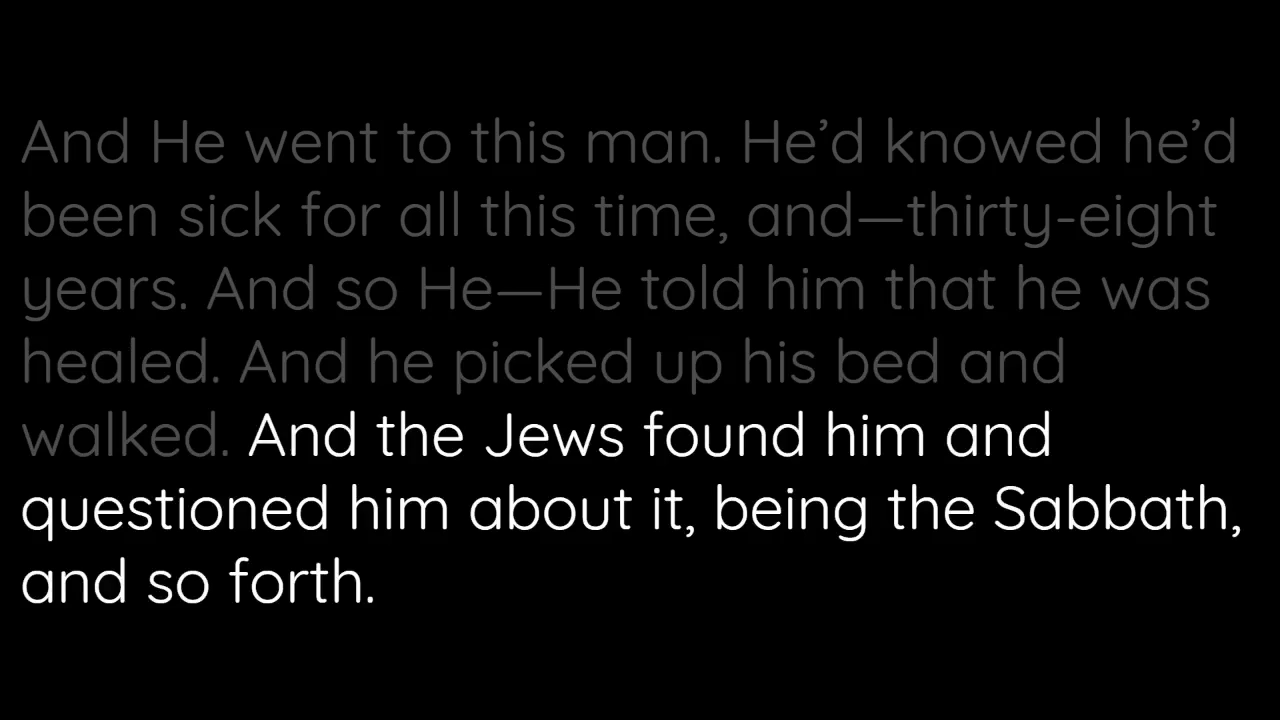 And He went to this man. He’d knowed he’d
been sick for all this time, and—thirty-eight
years. And so He—He told him that he was
healed. And he picked up his bed and
walked. And the Jews found him and
questioned him about it, being the Sabbath,
and so forth.